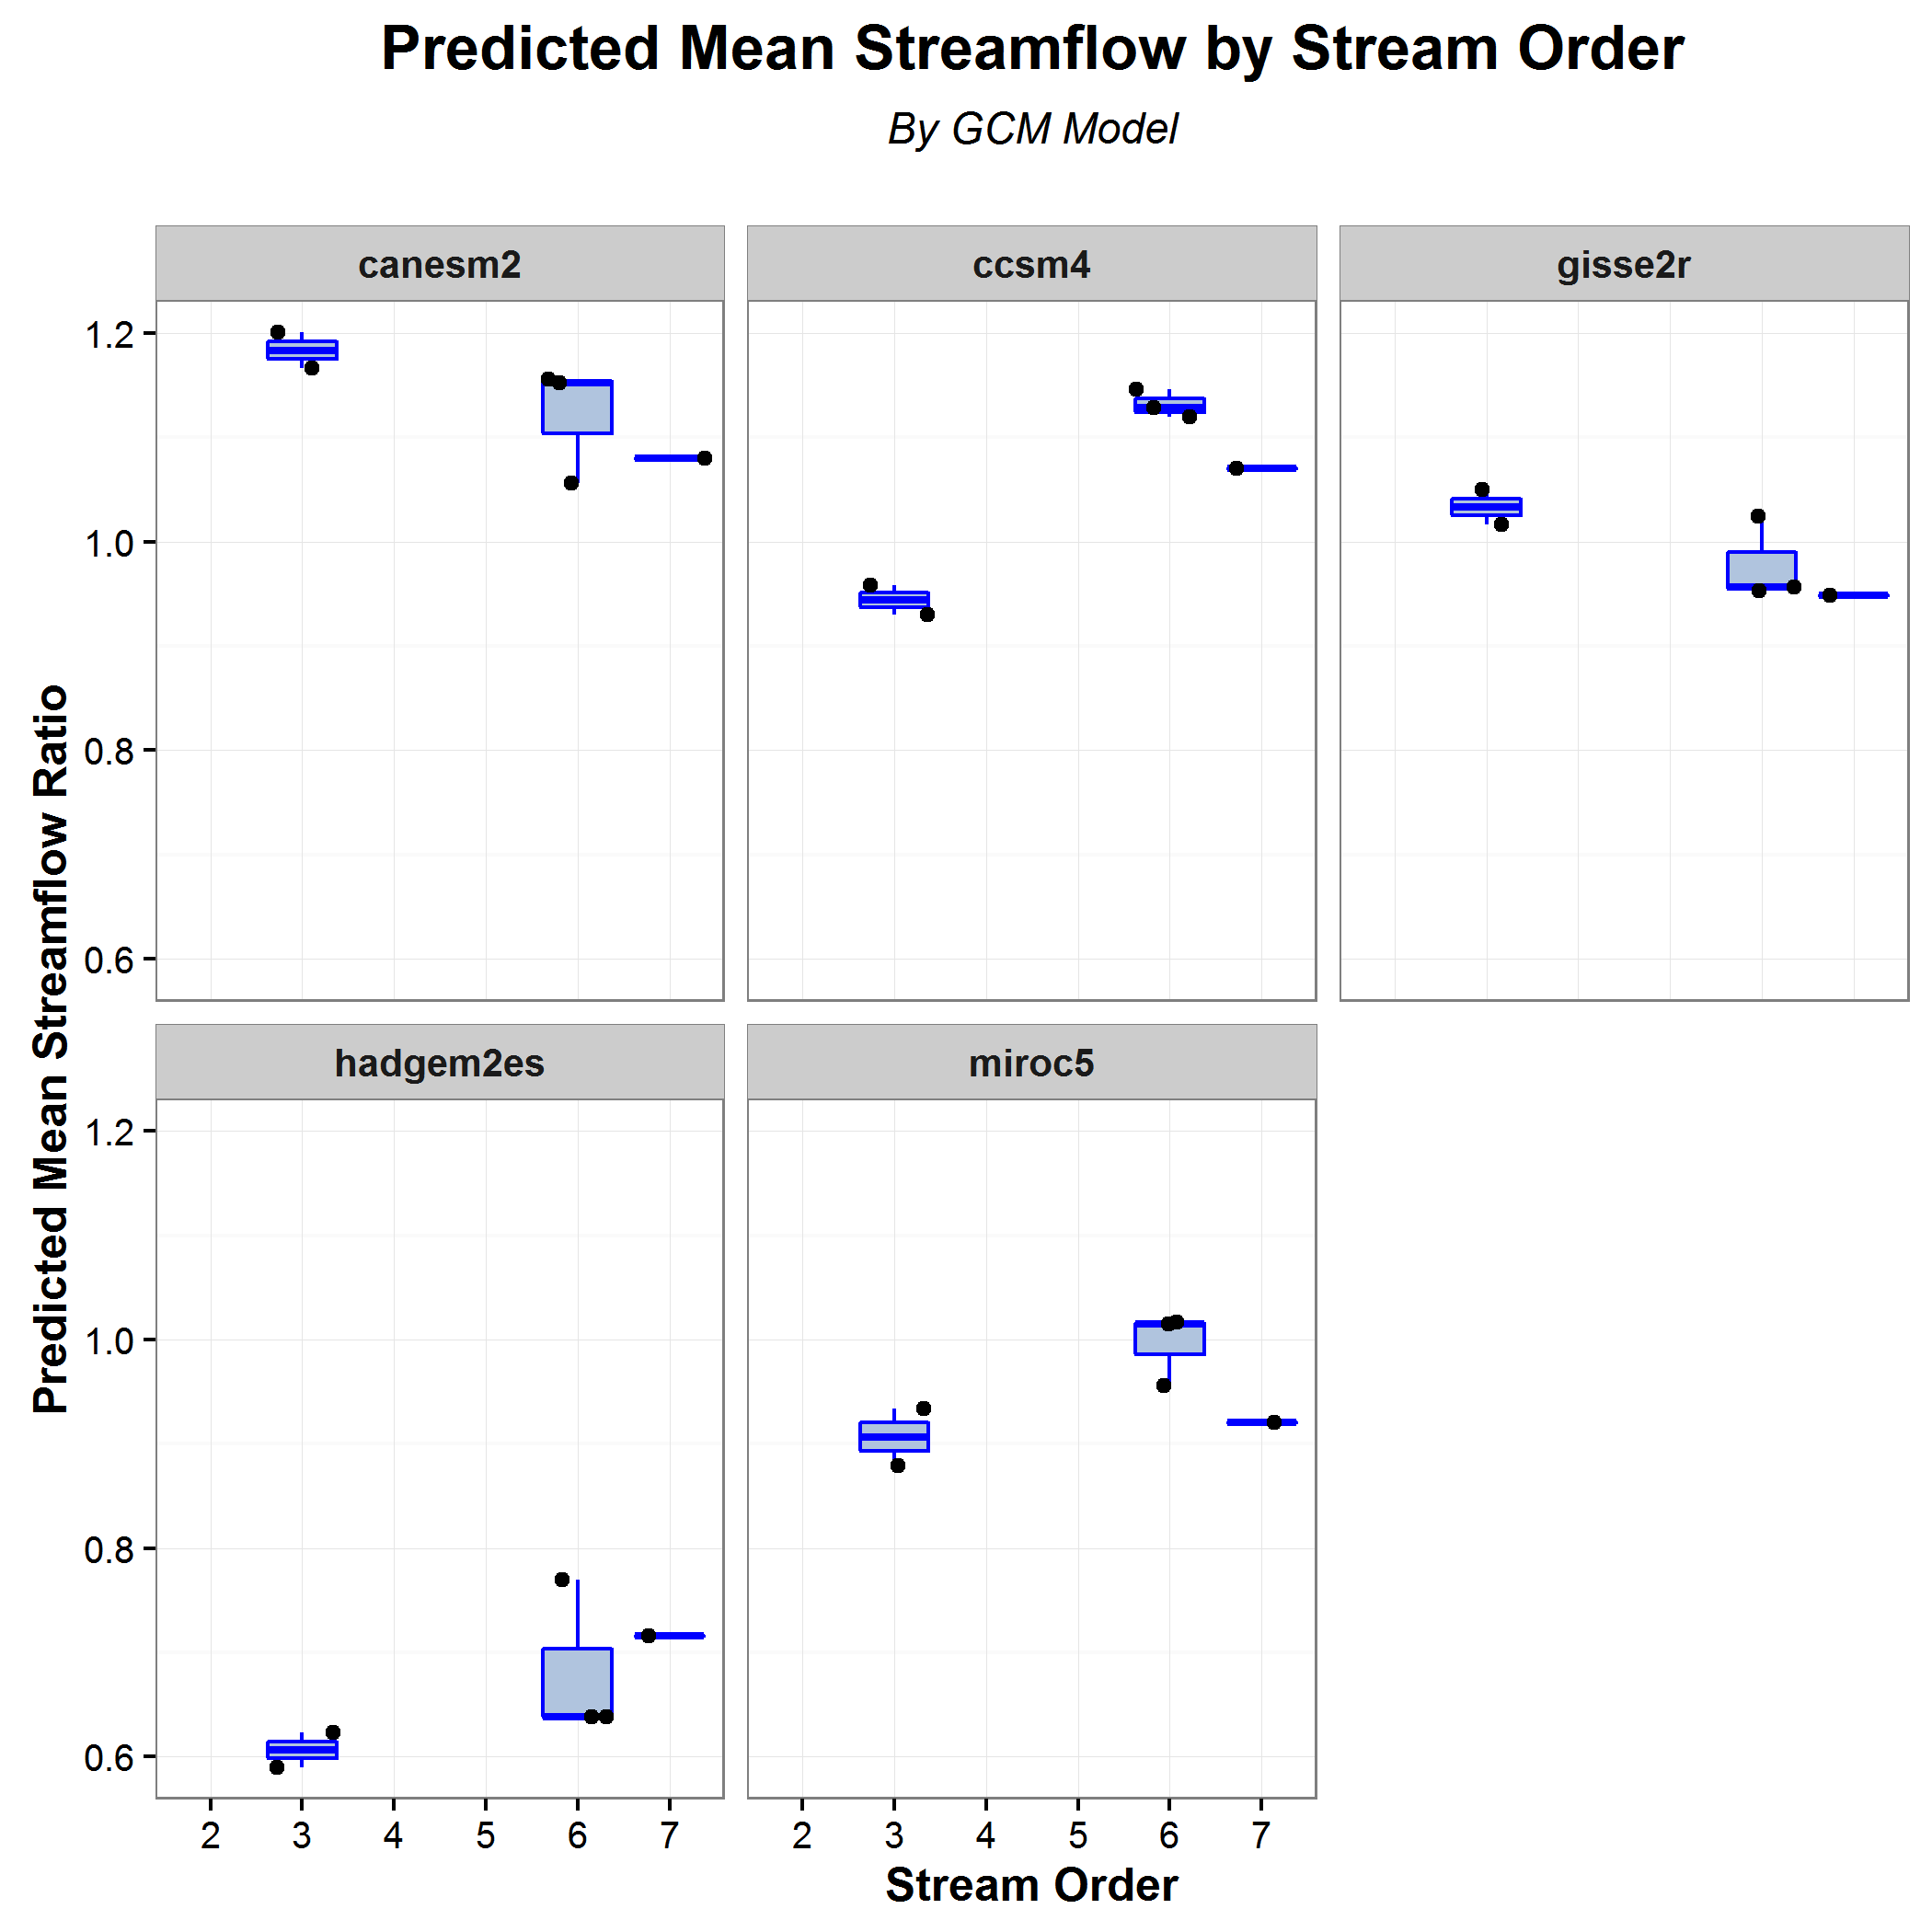 Predicted Mean Streamflow by Stream Order
By GCM Model
canesm2
ccsm4
gisse2r
1.2
1.0
0.8
0.6
Predicted Mean Streamflow Ratio
hadgem2es
miroc5
1.2
1.0
0.8
0.6
2 3 4 5 6 7
2 3 4 5 6 7
Stream Order